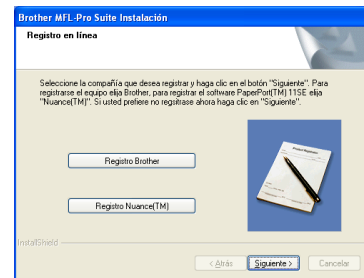 Brother MFL-Pro Suite Instalación
Registro en línea
Seleccione la compañía que desea registrar y haga clic en el botón "Siguiente". Para
registrarse el equipo elija Brother, para registrar el software PaperPort(TM) 11SE elija
"Nuance(TM)". Si usted prefiere no regsitrase ahora haga clic en "Siguiente".
Registro Brother
Registro Nuance(TM)
InstallShield
< Atrás
Siguiente >
Cancelar